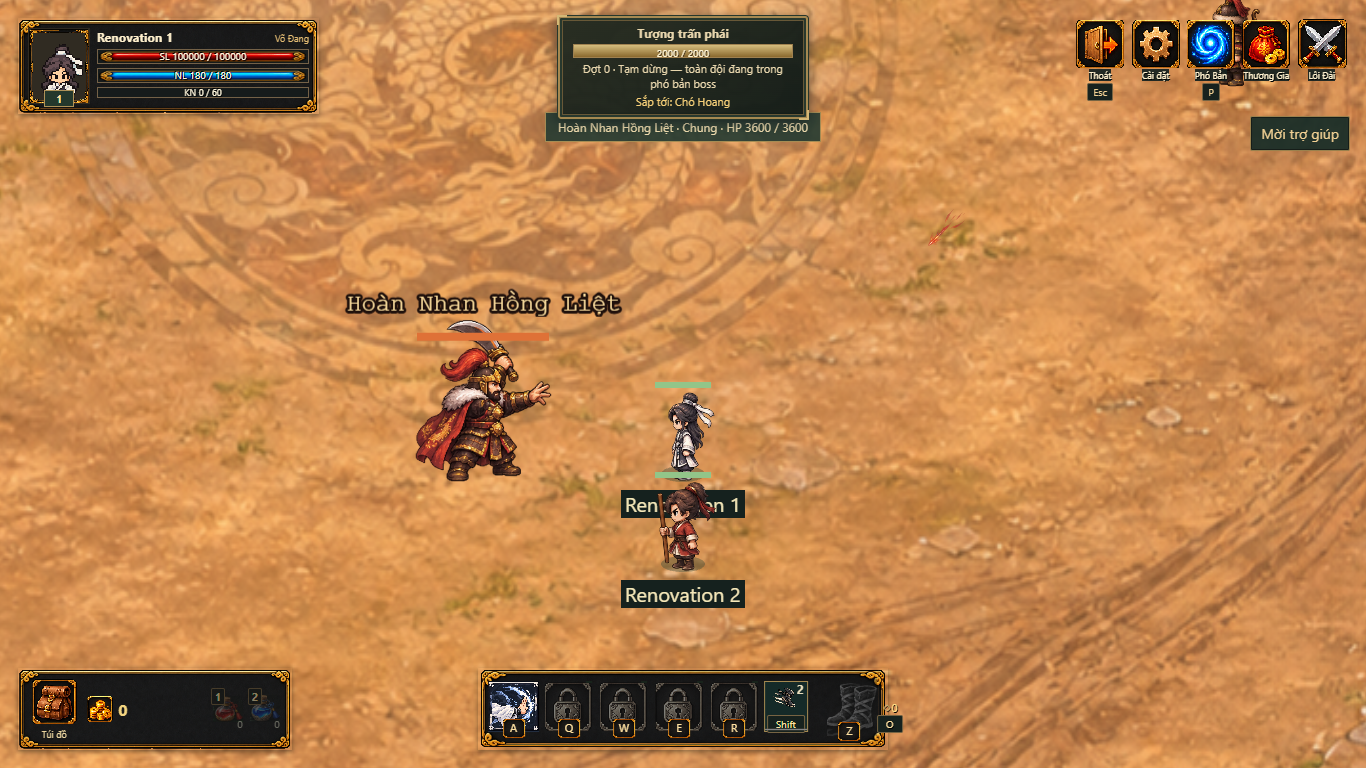 Renovation 1
Võ Đang
SL 100000 / 100000
NL 180 / 180
KN 0 / 60
1
Tượng trấn phái
2000 / 2000
Đợt 0 · Tạm dừng — toàn đội đang trong
phó bản boss
Sắp tới: Chó Hoang
Hoàn Nhan Hồng Liệt · Chung · HP 3600 / 3600
Thoát
Cài đặt
Phó Bản
Thương Gia
Lôi Đài
Esc
P
Mời trợ giúp
Hoàn Nhan Hồng Liệt
Renovation 2
Túi đồ
0
1
0
2
0
A
Q
W
E
R
2
Shift
Z
0
O